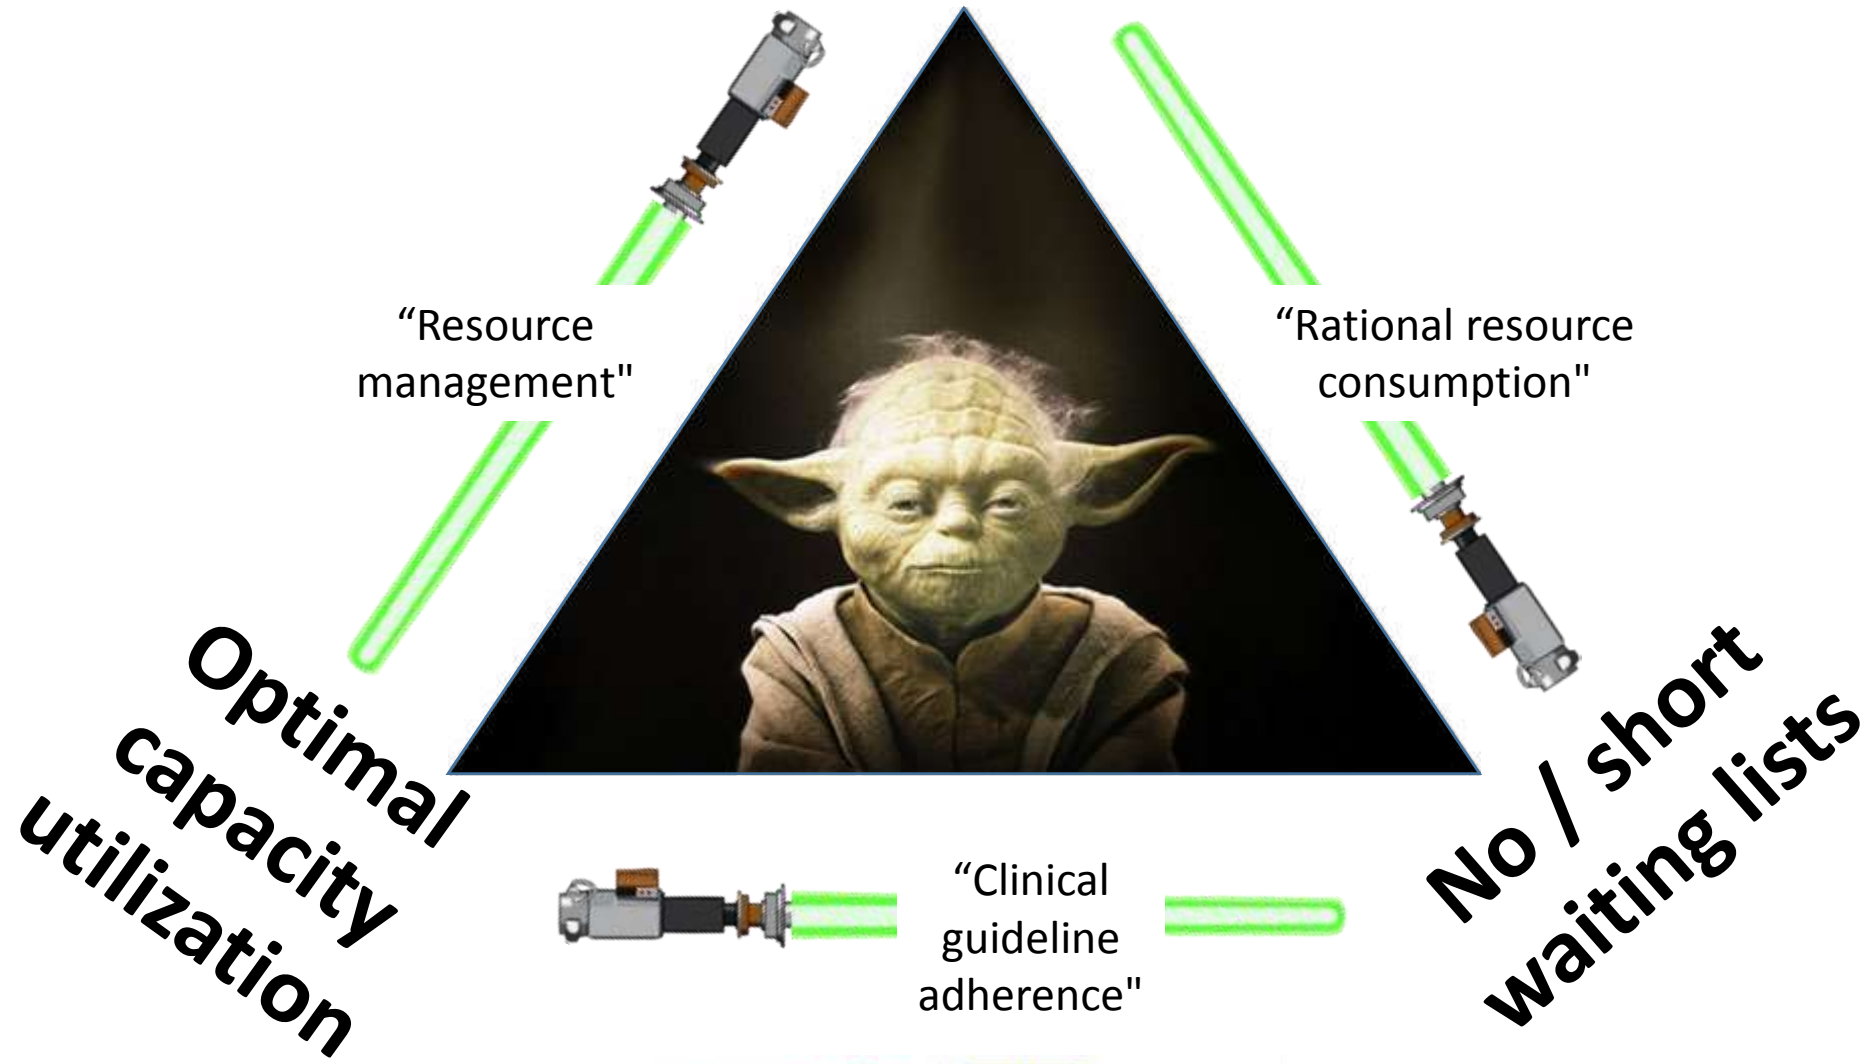 “Resource
management"
“Rational resource
consumption"
Optimal
capacity
utilization
No / short
waiting lists
“Clinical
guideline
adherence"